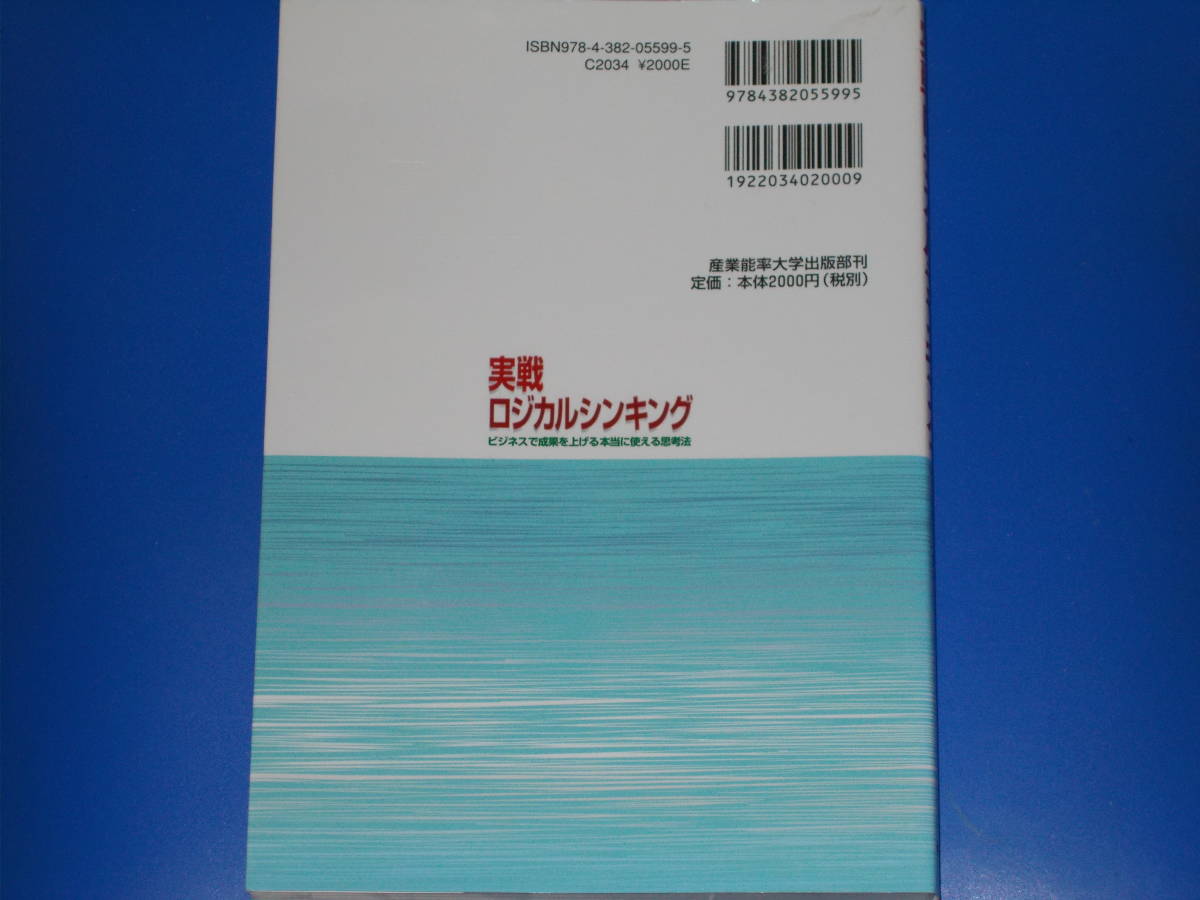 ISBN978-4-382-05599-5
C2034 ¥2000E
9784382055995
1922034020009
産業能率大学出版部刊
定価：本体2000円（税別）
実戦
ロジカルシンキング
ビジネスで成果を上げる本当に使える思考法